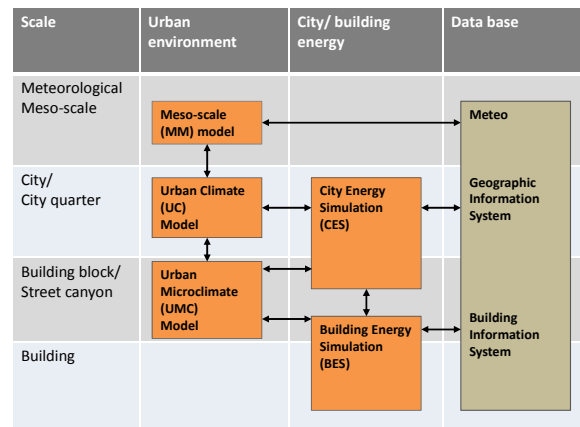 Scale
Urban
environment
City/ building
energy
Data base
Meteorological
Meso-scale
Meso-scale
(MM) model
Meteo
City/
City quarter
Urban Climate
(UC)
Model
City Energy
Simulation
(CES)
Geographic
Information
System
Building block/
Street canyon
Urban
Microclimate
(UMC)
Model
Building Energy
Simulation
(BES)
Building
Information
System
Building